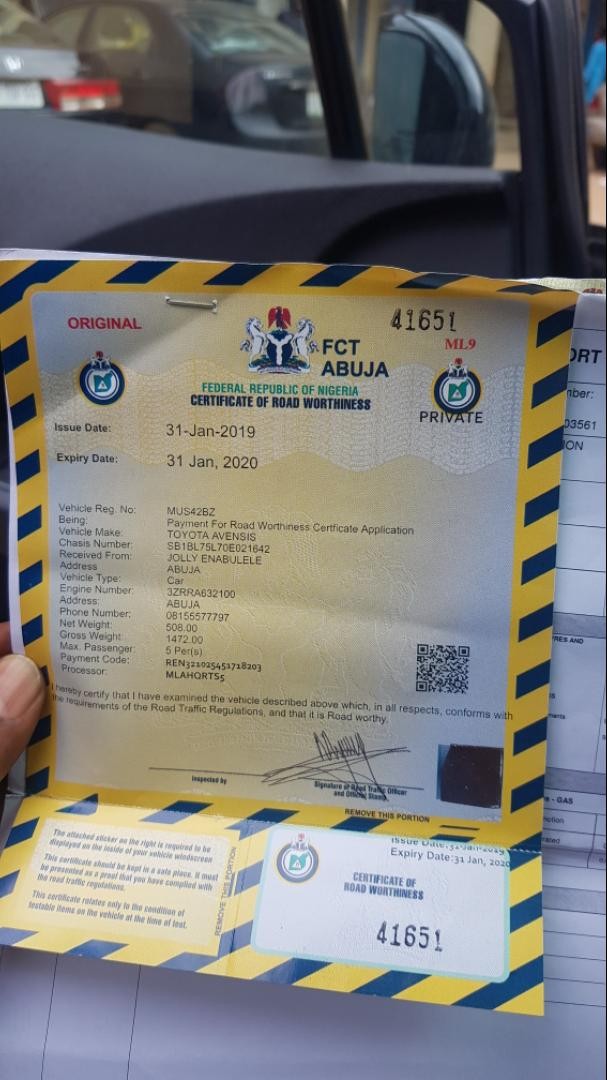 ORIGINAL
41651
ML9
FCT
ABUJA
PRIVATE
FEDERAL REPUBLIC OF NIGERIA
CERTIFICATE OF ROAD WORTHINESS
Issue Date: 31-Jan-2019
Expiry Date: 31 Jan, 2020
Vehicle Reg. No: MUS42BZ
Being: Payment For Road Worthiness Certficate Application
Vehicle Make: TOYOTA AVENSIS
Chasis Number: SB1BL75L70E021642
Received From: JOLLY ENABULELE
Address ABUJA
Vehicle Type: Car
Engine Number: 3ZRRA632100
Address: ABUJA
Phone Number: 08155577797
Net Weight: 508.00
Gross Weight: 1472.00
Max. Passenger: 5 Per(s)
Payment Code: REN321025451718203
Processor: MLAHQRTS5
I hereby certify that I have examined the vehicle described above which, in all respects, conforms with
the requirements of the Road Traffic Regulations, and that it is Road worthy.
Inspected by
Signature of Road Traffic Officer
and Official Stamp
REMOVE THIS PORTION
The attached sticker on the right is required to be
displayed on the inside of your vehicle windscreen
This certificate should be kept in a safe place. It must
be presented as a proof that you have complied with
the road traffic regulations.
This certificate relates only to the condition of
testable items on the vehicle at the time of test.
REMOVE THIS PORTION
Issue Date:31-Jan-2019
Expiry Date:31 Jan, 2020
CERTIFICATE OF
ROAD WORTHINESS
41651
ORT
mber:
03561
ION
- GAS